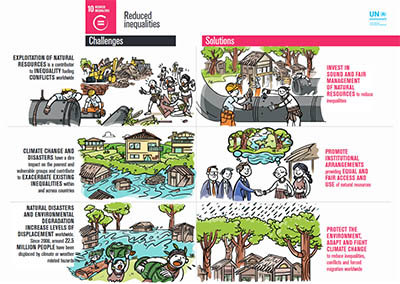 10 REDUCED
INEQUALITIES
Reduced
inequalities
UN
environment
Challenges
Solutions
EXPLOITATION OF NATURAL
RESOURCES is a contributor
to INEQUALITY fueling
CONFLICTS worldwide
INVEST IN
SOUND AND FAIR
MANAGEMENT
OF NATURAL
RESOURCES to reduce
inequalities
CLIMATE CHANGE AND
DISASTERS have a dire
impact on the poorest and
vulnerable groups and contribute
to EXACERBATE EXISTING
INEQUALITIES within
and across countries
PROMOTE
INSTITUTIONAL
ARRANGEMENTS
providing EQUAL AND
FAIR ACCESS AND
USE of natural resources
NATURAL DISASTERS
AND ENVIRONMENTAL
DEGRADATION
INCREASE LEVELS OF
DISPLACEMENT worldwide.
Since 2008, around 22.5
MILLION PEOPLE have been
displaced by climate or weather
related hazards
PROTECT THE
ENVIRONMENT,
ADAPT AND FIGHT
CLIMATE CHANGE
to reduce inequalities,
conflicts and forced
migration worldwide